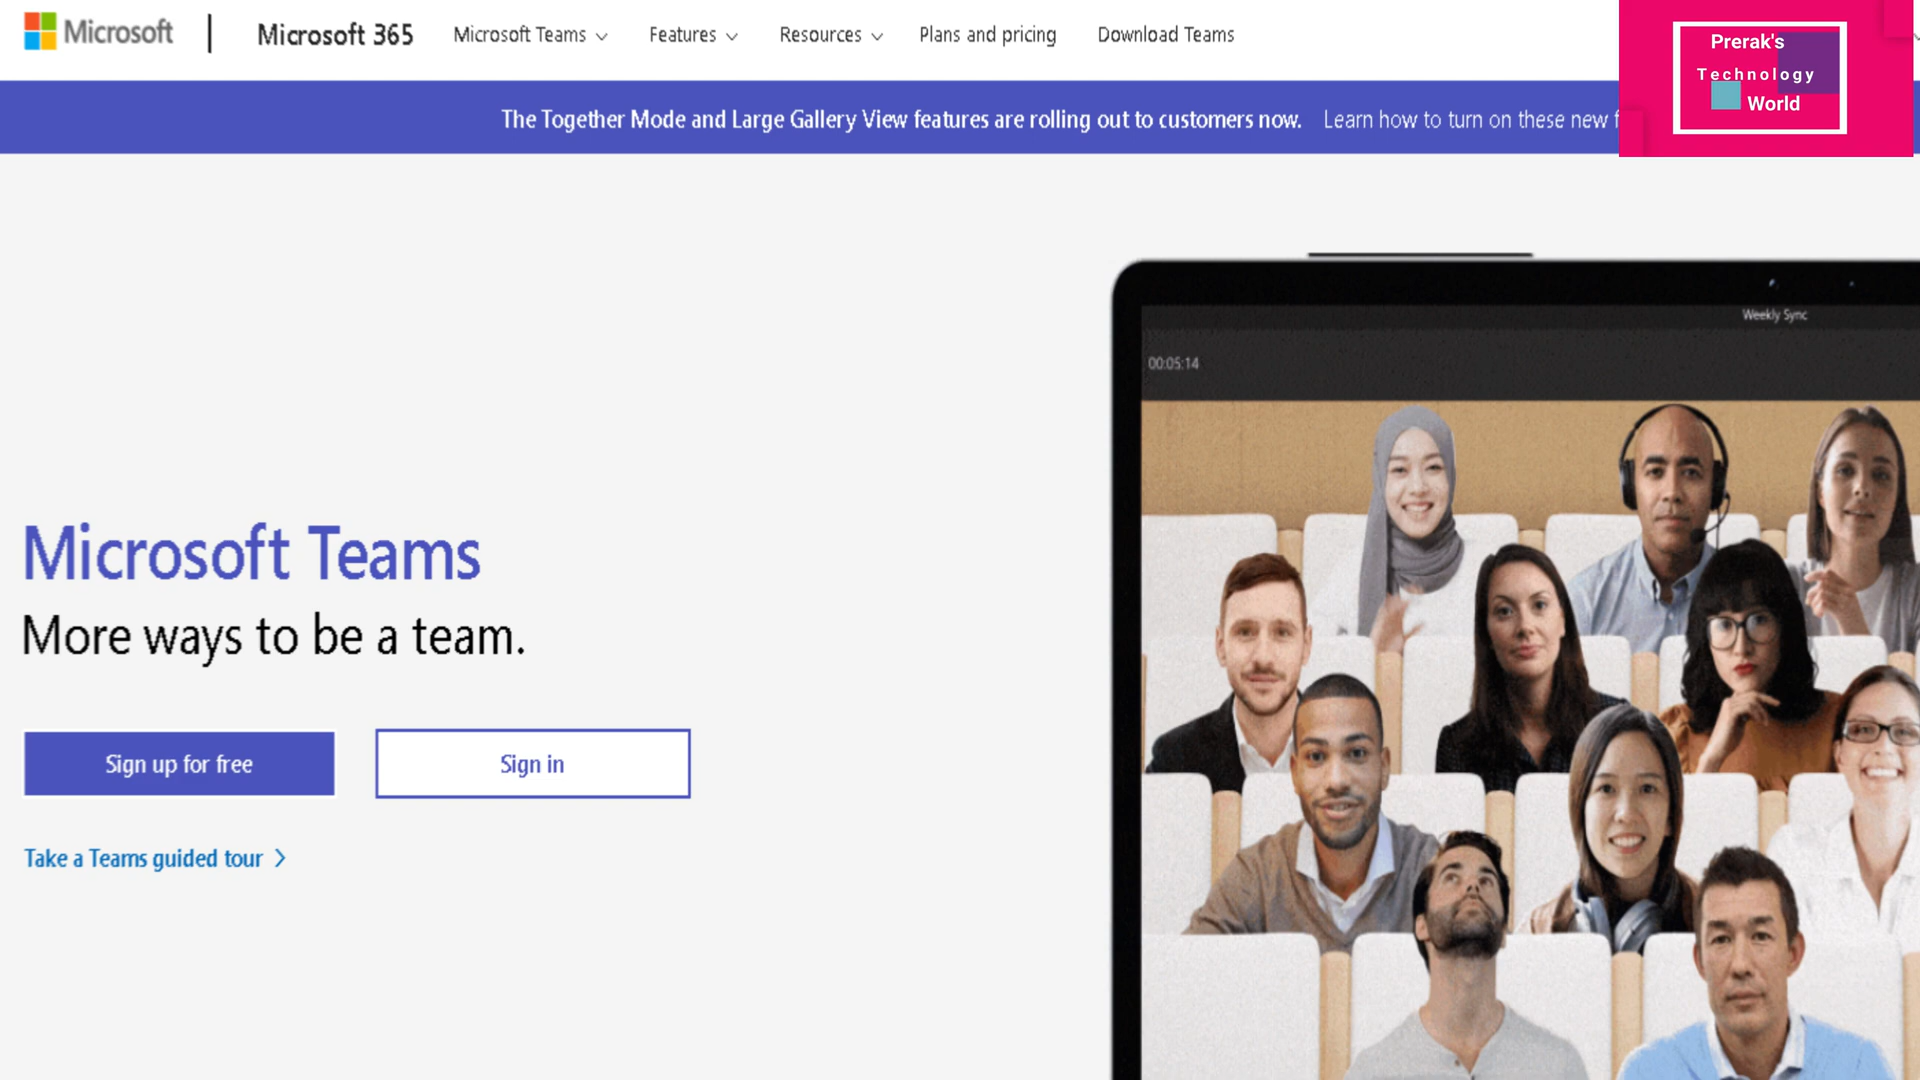 Microsoft
Microsoft 365
Microsoft Teams
Features
Resources
Plans and pricing
Download Teams
Prerak's
Technology
World
The Together Mode and Large Gallery View features are rolling out to customers now. Learn how to turn on these new
Weekly Sync
00:05:14
Microsoft Teams
More ways to be a team.
Sign up for free
Sign in
Take a Teams guided tour